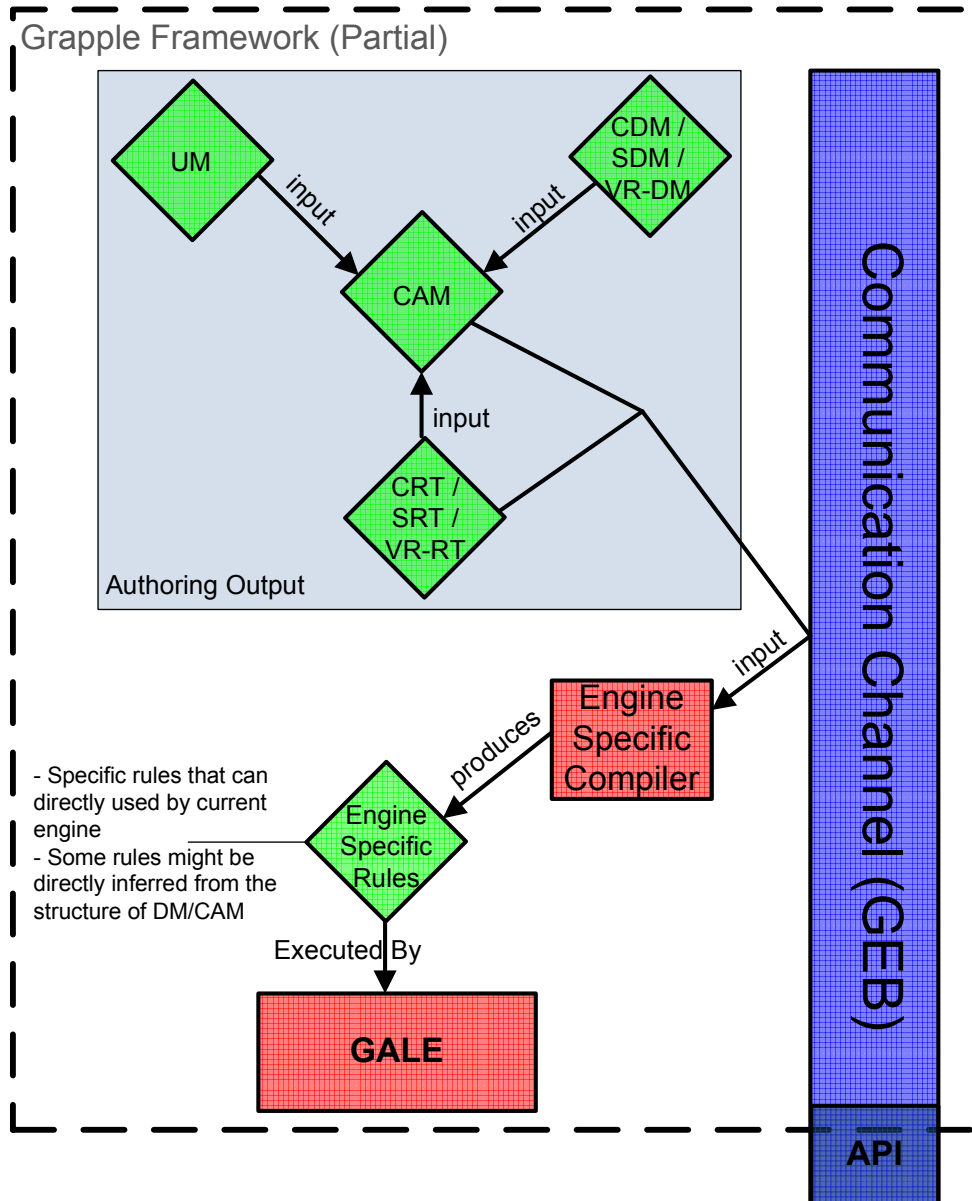 Grapple Framework (Partial)
UM
CDM /
SDM /
VR-DM
input
input
CAM
input
CRT /
SRT /
VR-RT
Authoring Output
Communication Channel (GEB)
input
Engine
Specific
Compiler
produces
- Specific rules that can
directly used by current
engine
- Some rules might be
directly inferred from the
structure of DM/CAM
Engine
Specific
Rules
Executed By
GALE
API